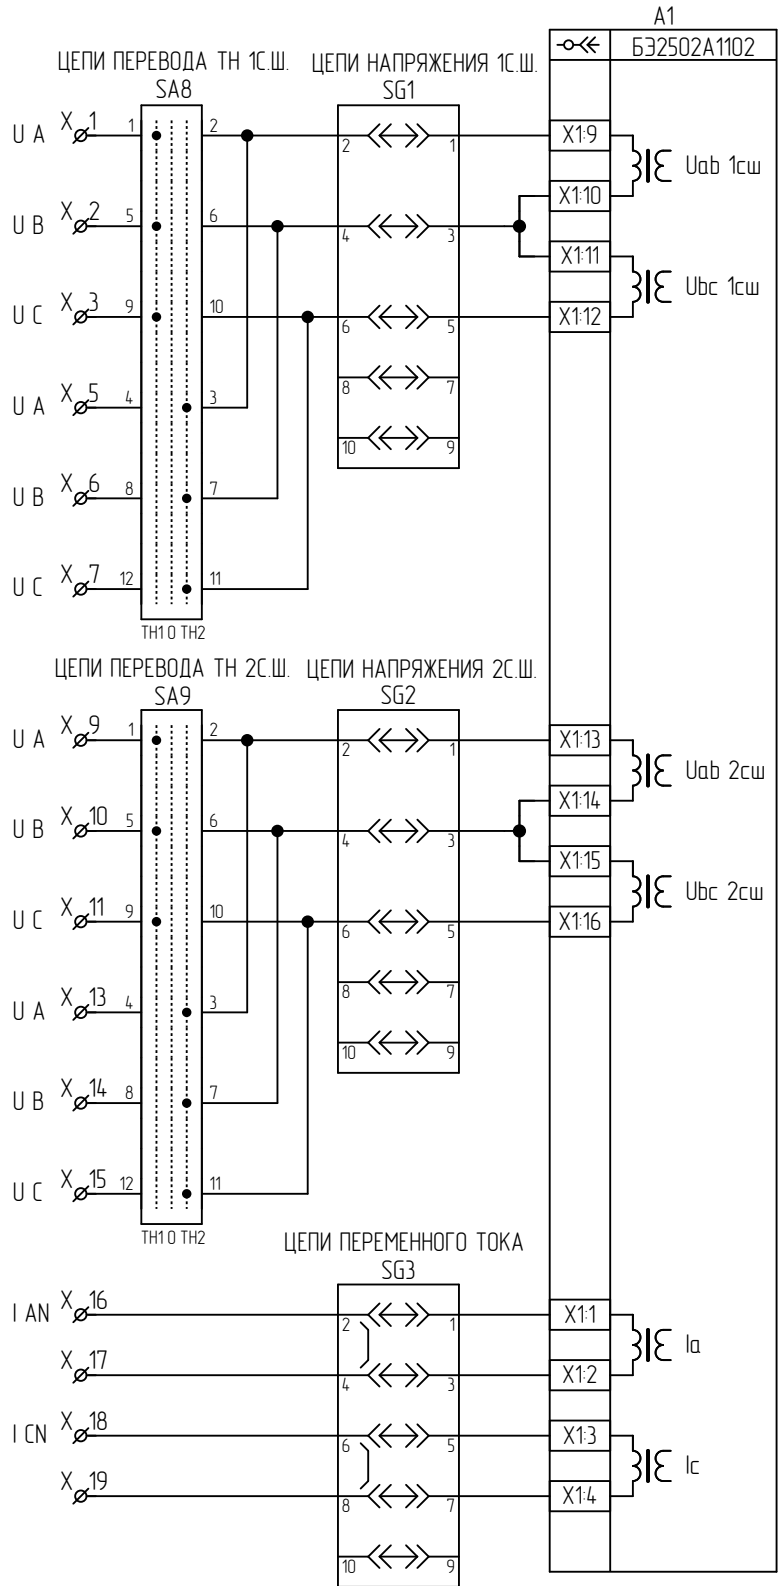 A1
БЭ2502А1102
ЦЕПИ ПЕРЕВОДА ТН 1С.Ш.
SA8
ЦЕПИ НАПРЯЖЕНИЯ 1С.Ш.
SG1
U A X 1 1 2 2 1 X1:9
Uab 1сш
X1:10
U B X 2 5 6 4 3
X1:11
Ubc 1сш
U C X 3 9 10 6 5 X1:12
8 7
U A X 5 4 3
10 9
U B X 6 8 7
U C X 7 12 11
ТН1 0 ТН2
ЦЕПИ ПЕРЕВОДА ТН 2С.Ш.
SA9
ЦЕПИ НАПРЯЖЕНИЯ 2С.Ш.
SG2
U A X 9 1 2 2 1 X1:13
Uab 2сш
X1:14
U B X 10 5 6 4 3
X1:15
Ubc 2сш
U C X 11 9 10 6 5 X1:16
8 7
U A X 13 4 3
10 9
U B X 14 8 7
U C X 15 12 11
ТН1 0 ТН2
ЦЕПИ ПЕРЕМЕННОГО ТОКА
SG3
I AN X 16 2 1 X1:1
Ia
X 17 4 3 X1:2
I CN X 18 6 5 X1:3
Ic
X 19 8 7 X1:4
10 9